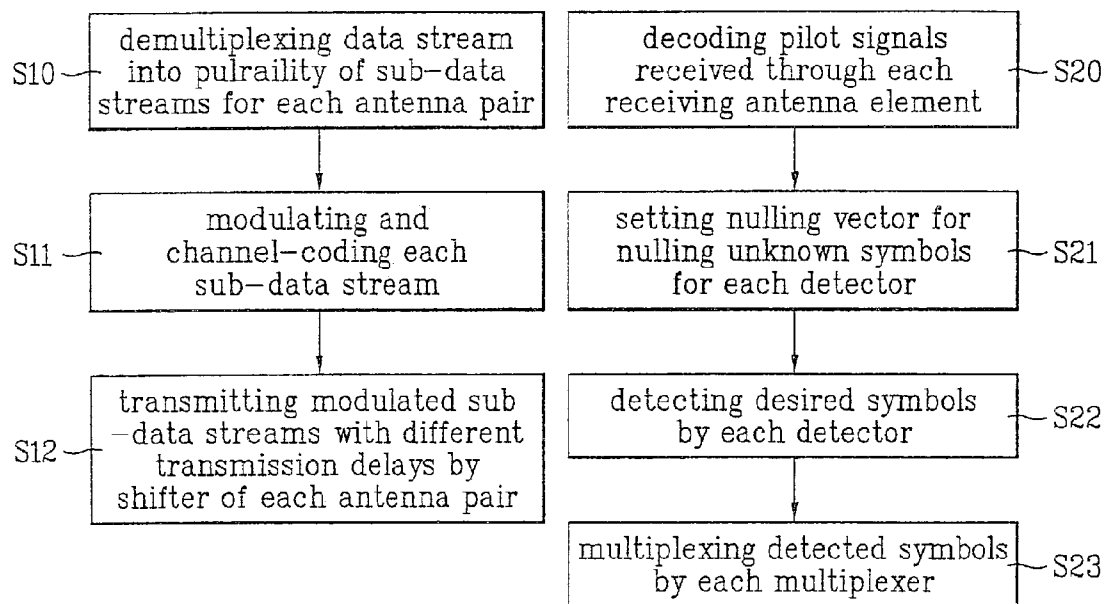 S10
demultiplexing data stream
into pulraility of sub-data
streams for each antenna pair
S11
modulating and
channel-coding each
sub-data stream
S12
transmitting modulated sub
-data streams with different
transmission delays by
shifter of each antenna pair
decoding pilot signals
received through each
receiving antenna element
S20
setting nulling vector for
nulling unknown symbols
for each detector
S21
detecting desired symbols
by each detector
S22
multiplexing detected symbols
by each multiplexer
S23